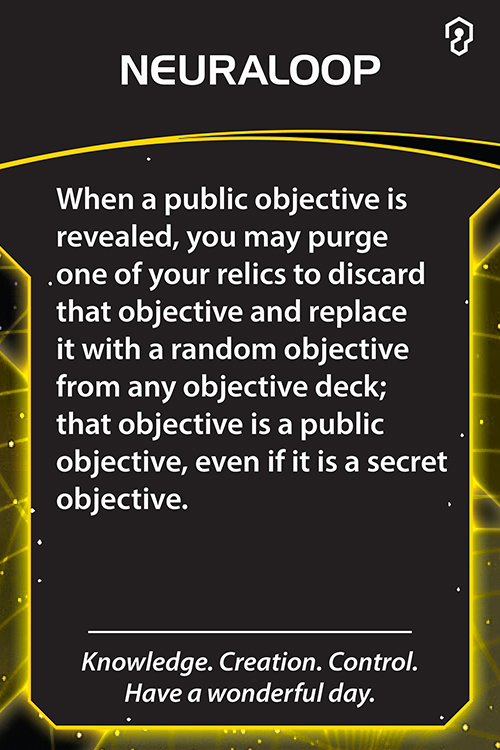 NEURALOOP
When a public objective is
revealed, you may purge
one of your relics to discard
that objective and replace
it with a random objective
from any objective deck;
that objective is a public
objective, even if it is a secret
objective.
Knowledge. Creation. Control.
Have a wonderful day.